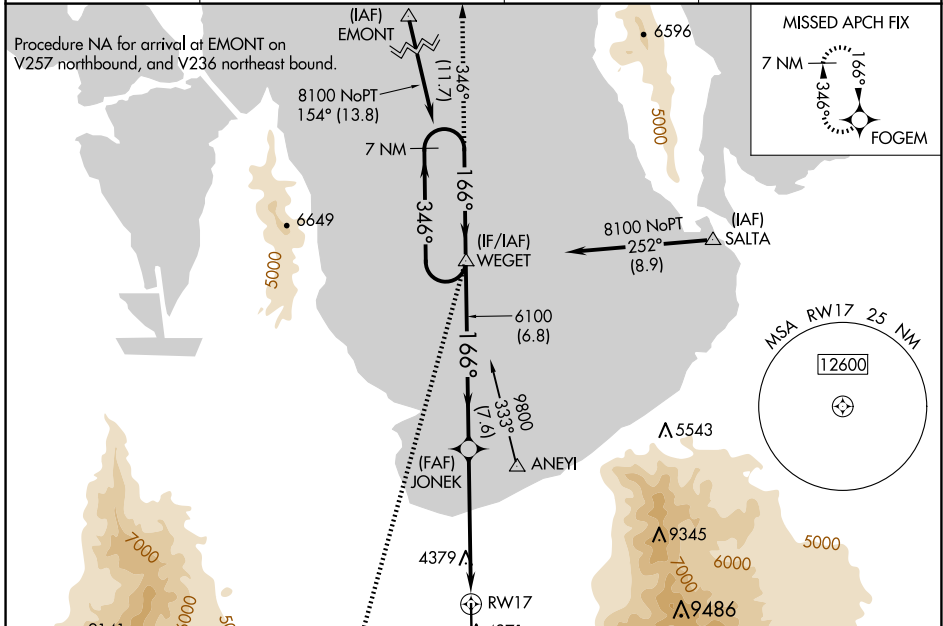 Procedure NA for arrival at EMONT on
V257 northbound, and V236 northeast bound.
(IAF)
EMONT
346°
(11.7)
8100 NoPT
154° (13.8)
7 NM
166°
346°
(IF/IAF)
WEGET
6596
5000
MISSED APCH FIX
7 NM
166°
346°
FOGEM
6649
5000
8100 NoPT
252°
(8.9)
(IAF)
SALTA
6100
(6.8)
166°
9800
333°
(7.6)
ANEYI
(FAF)
JONEK
MSA RW17 25 NM
12600
5543
9345
5000
6000
7000
9486
7000
4379
RW17